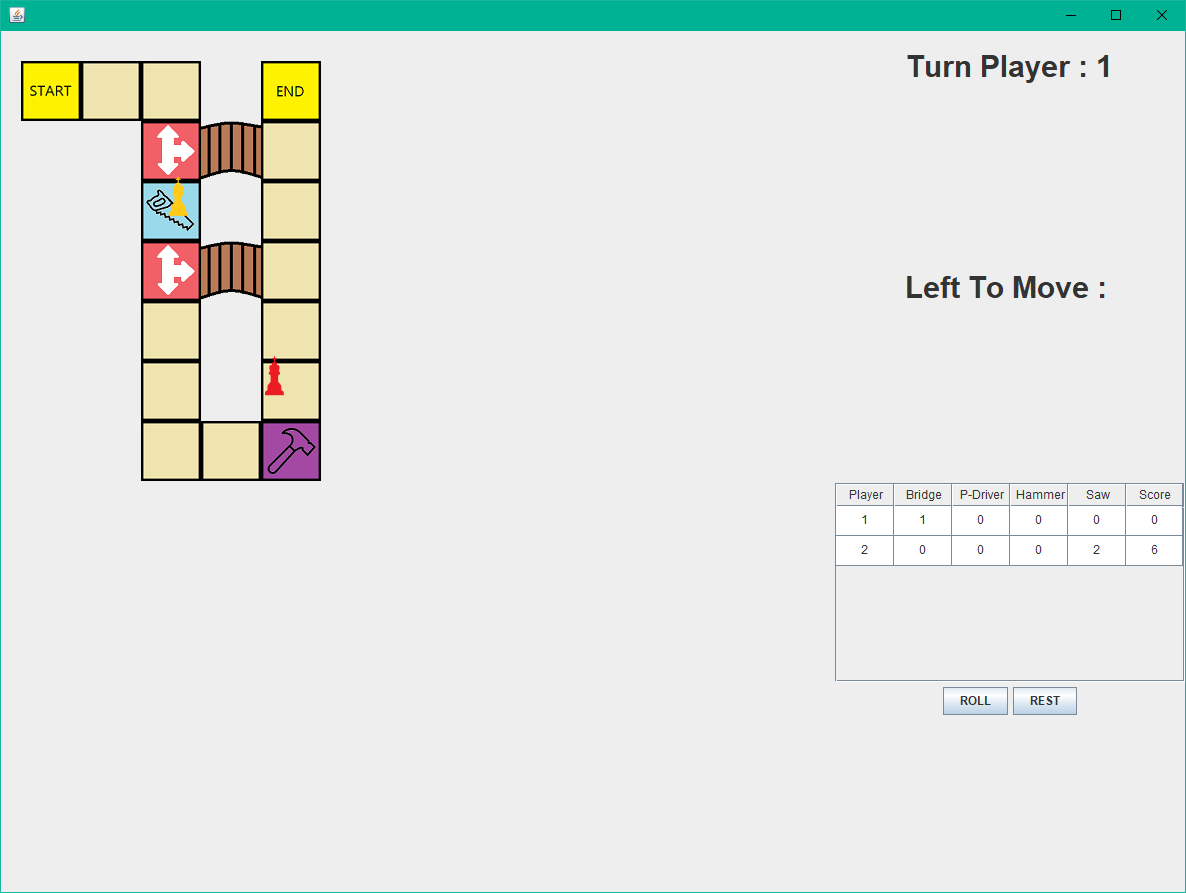 START
END
Turn Player : 1
Left To Move :
Player Bridge P-Driver Hammer Saw Score
1 1 0 0 0 0
2 0 0 0 2 6
ROLL REST